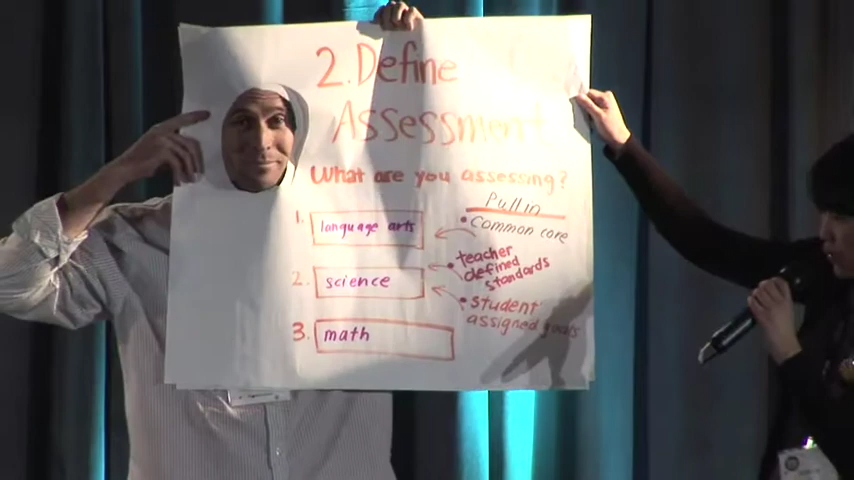 2. Define
Assessment
What are you assessing?
1. language arts
2. science
3. math
Pull in
• Common core
• teacher
defined
standards
• student
assigned goals